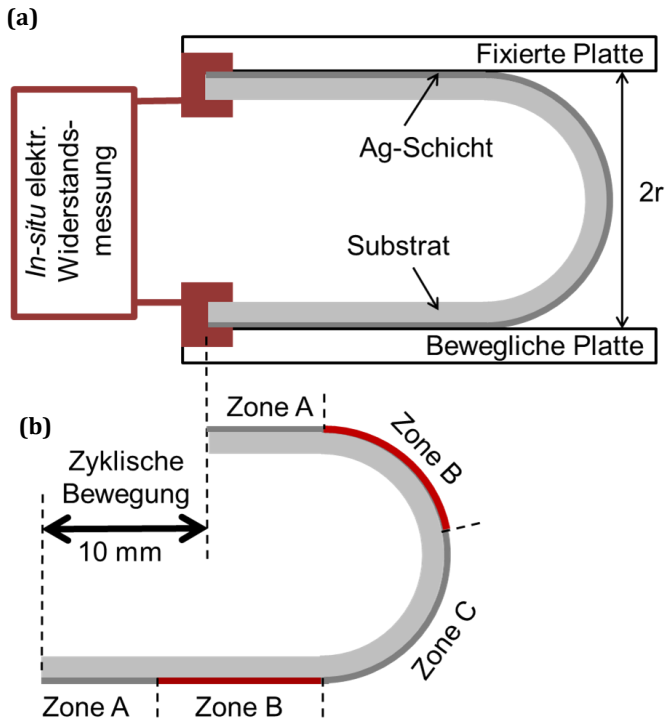 (a)
Fixierte Platte
In-situ elektr.
Widerstands-
messung
Ag-Schicht
2r
Substrat
Bewegliche Platte
(b)
Zone A
Zone B
Zyklische
Bewegung
10 mm
Zone C
Zone A
Zone B